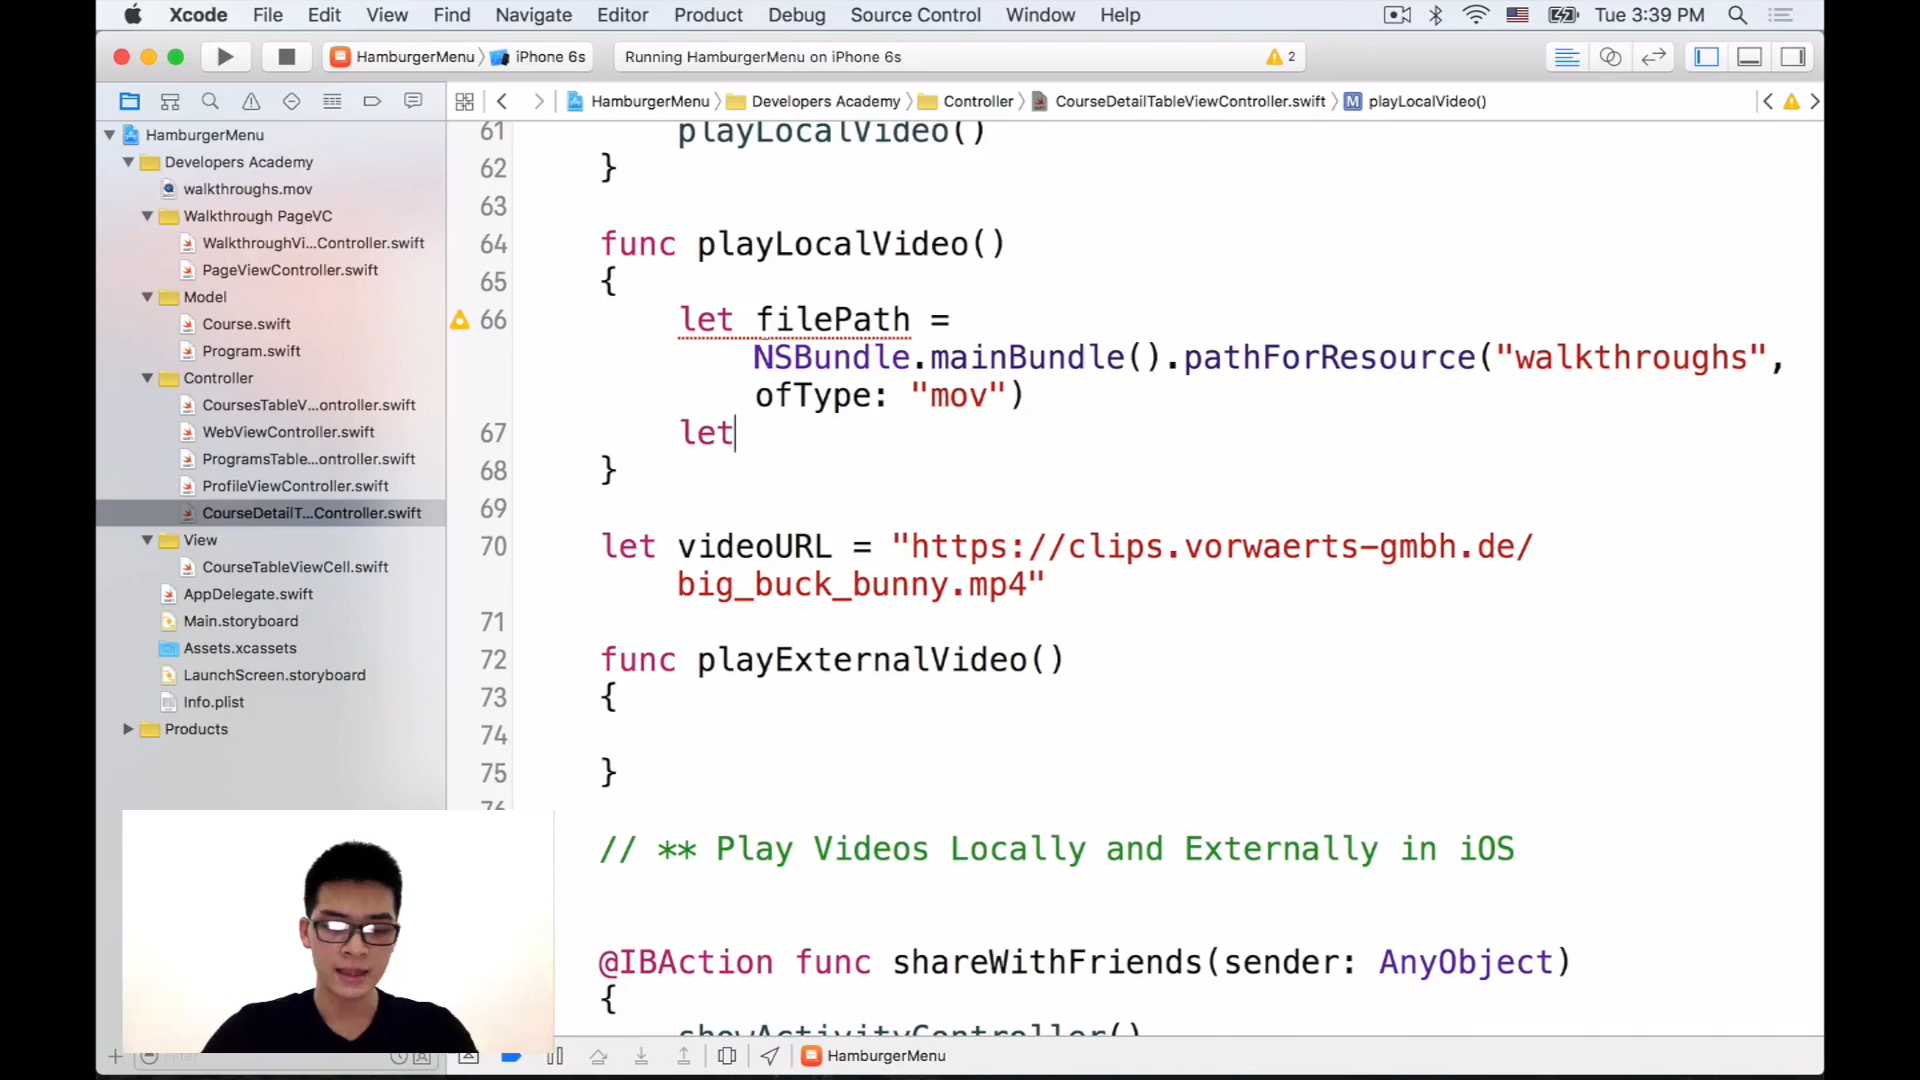 Xcode File Edit View Find Navigate Editor Product Debug Source Control Window Help Tue 3:39 PM
HamburgerMenu iPhone 6s Running HamburgerMenu on iPhone 6s 2
HamburgerMenu Developers Academy Controller CourseDetailTableViewController.swift M playLocalVideo()
HamburgerMenu
Developers Academy
walkthroughs.mov
Walkthrough PageVC
WalkthroughVi...Controller.swift
PageViewController.swift
Model
Course.swift
Program.swift
Controller
CoursesTableV...ontroller.swift
WebViewController.swift
ProgramsTable...ontroller.swift
ProfileViewController.swift
CourseDetailT...Controller.swift
View
CourseTableViewCell.swift
AppDelegate.swift
Main.storyboard
Assets.xcassets
LaunchScreen.storyboard
Info.plist
Products
61 playLocalVideo()
62 }
63
64 func playLocalVideo()
65 {
66 let filePath =
NSBundle.mainBundle().pathForResource("walkthroughs",
ofType: "mov")
67 let
68 }
69
70 let videoURL = "https://clips.vorwaerts-gmbh.de/
big_buck_bunny.mp4"
71
72 func playExternalVideo()
73 {
74
75 }
76
// ** Play Videos Locally and Externally in iOS
@IBAction func shareWithFriends(sender: AnyObject)
{
showActivityController()
Filter
HamburgerMenu